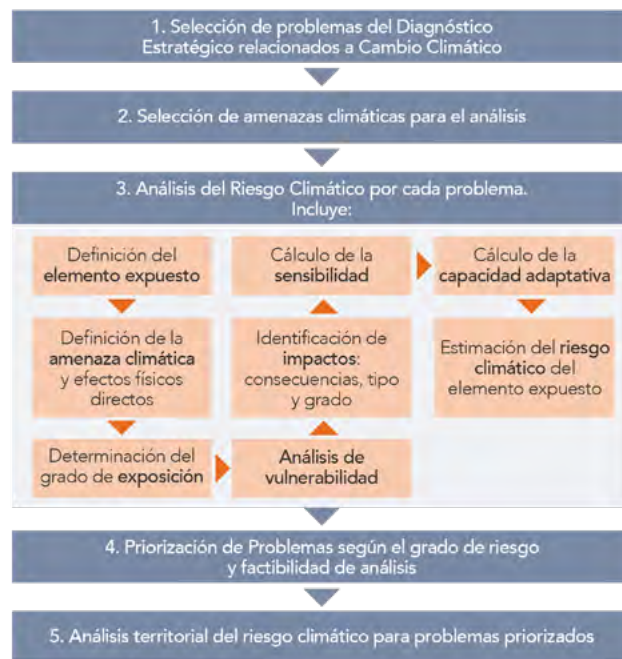 1. Selección de problemas del Diagnóstico
Estratégico relacionados a Cambio Climático
2. Selección de amenazas climáticas para el análisis
3. Análisis del Riesgo Climático por cada problema.
Incluye:
Definición del
elemento expuesto
Definición de la
amenaza climática
y efectos físicos
directos
Determinación del
grado de exposición
Análisis de
vulnerabilidad
Identificación de
impactos:
consecuencias, tipo
y grado
Cálculo de la
sensibilidad
Cálculo de la
capacidad adaptativa
Estimación del riesgo
climático del
elemento expuesto
4. Priorización de Problemas según el grado de riesgo
y factibilidad de análisis
5. Análisis territorial del riesgo climático para problemas priorizados